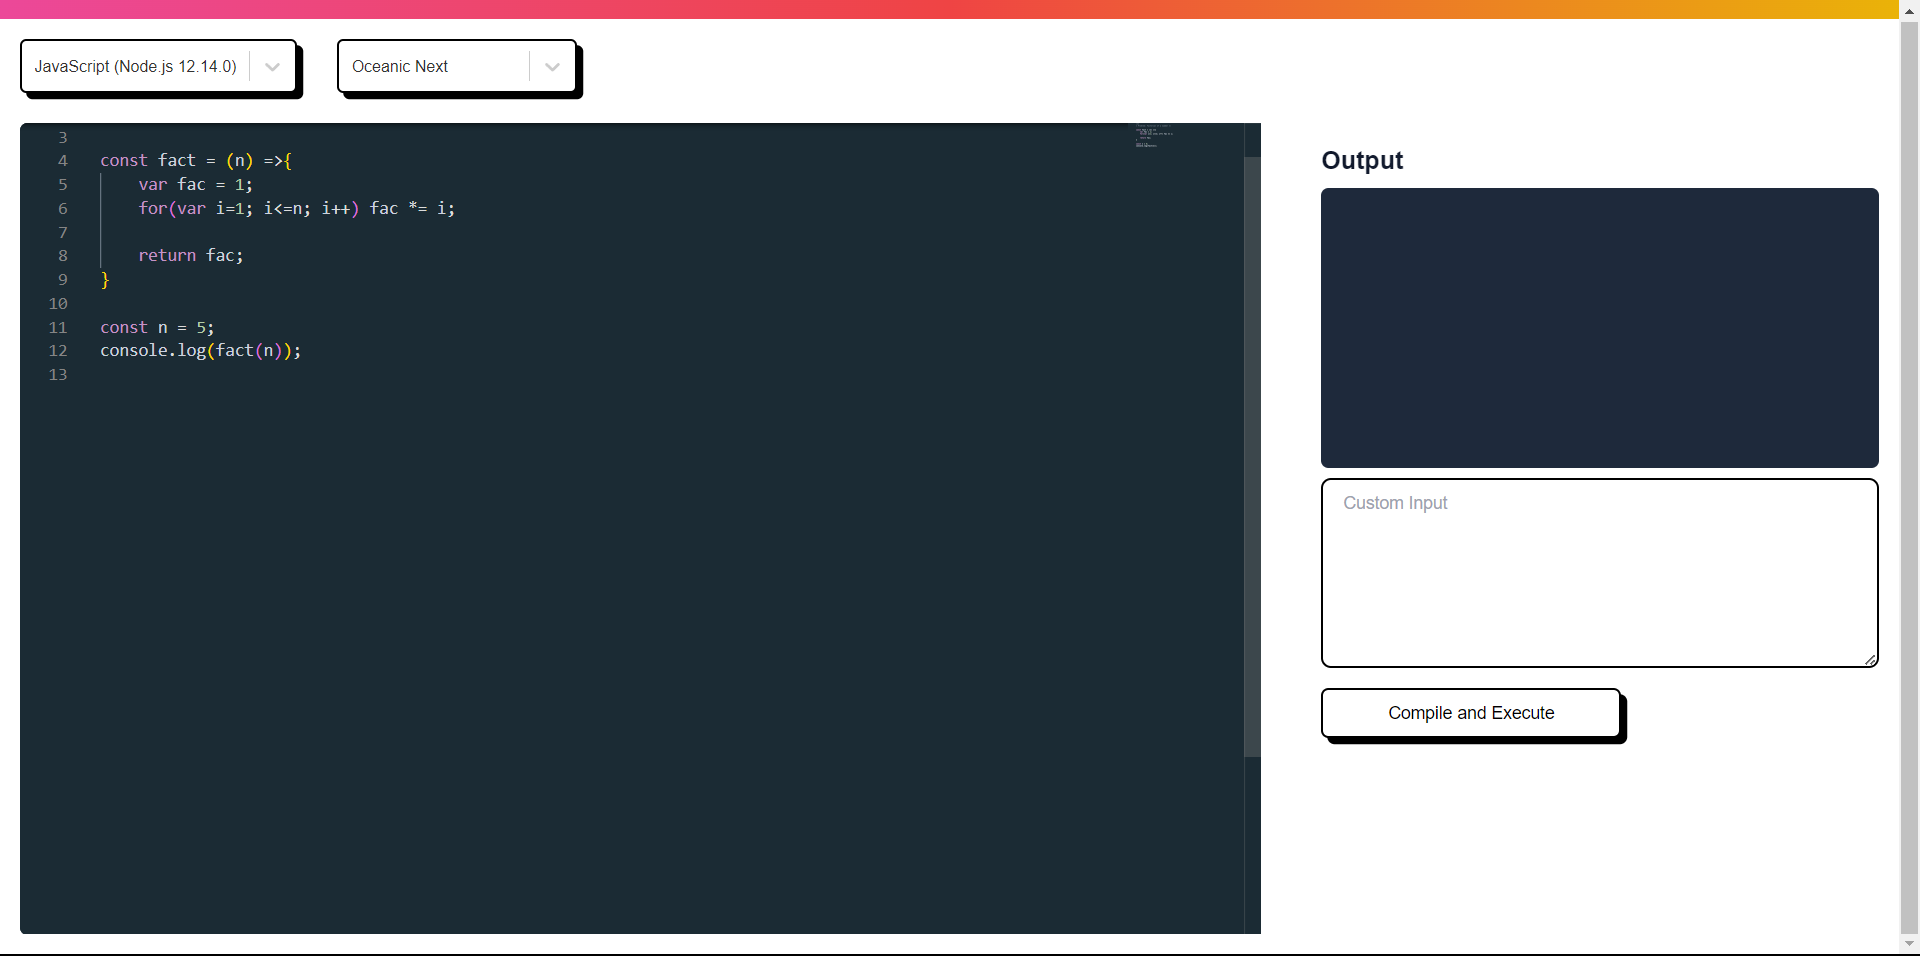 JavaScript (Node.js 12.14.0)
Oceanic Next
3
4 const fact = (n) =>{
5 var fac = 1;
6 for(var i=1; i<=n; i++) fac *= i;
7
8 return fac;
9 }
10
11 const n = 5;
12 console.log(fact(n));
13
Output
Custom Input
Compile and Execute